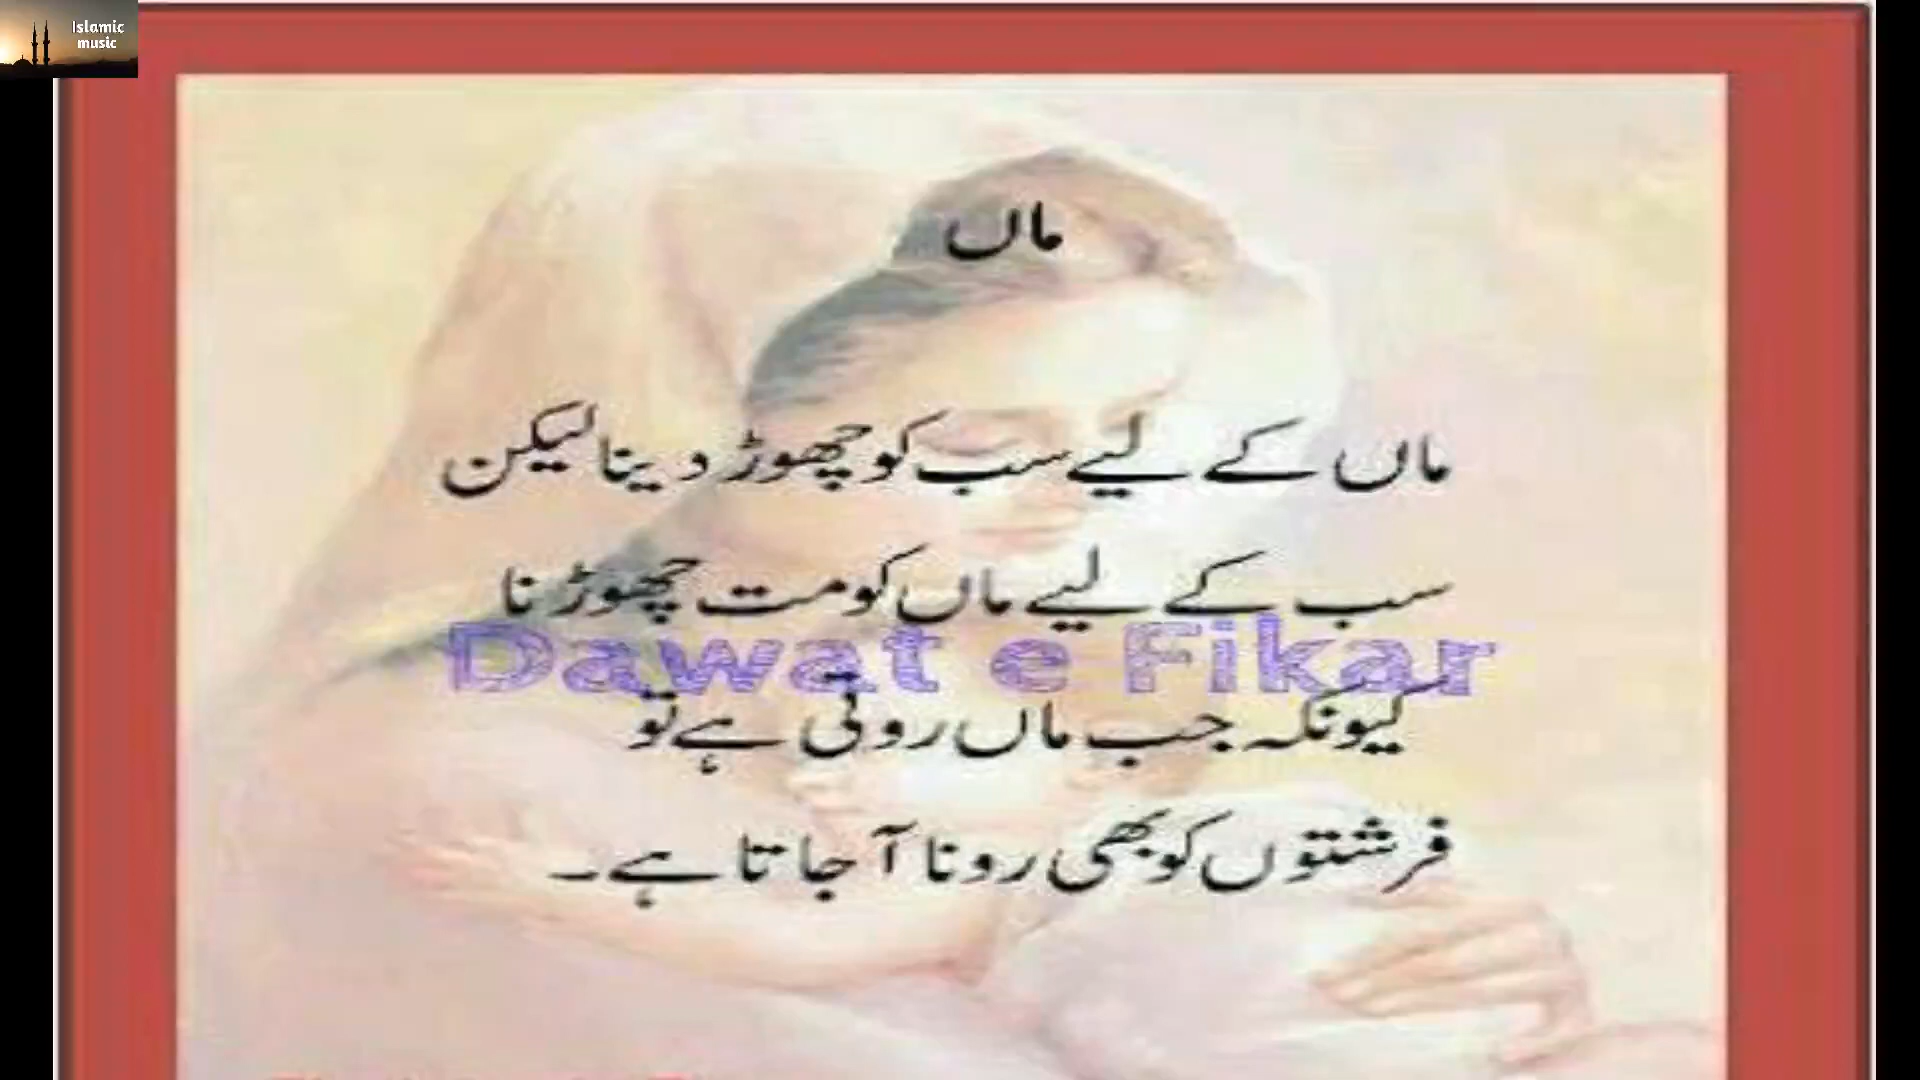 Islamic
music
ماں
ماں کے لیے سب کو چھوڑ دینا لیکن
سب کے لیے ماں کو مت چھوڑنا
Dawat e Fikar
کیونکہ جب ماں روتی ہے تو
فرشتوں کو بھی رونا آ جاتا ہے۔